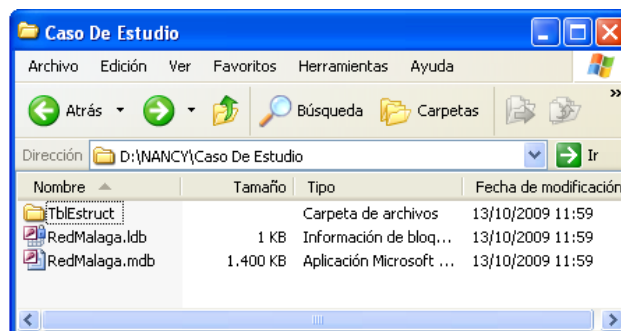 Caso De Estudio
Archivo Edición Ver Favoritos Herramientas Ayuda
Atrás Búsqueda Carpetas »
Dirección D:\NANCY\Caso De Estudio Ir
Nombre Tamaño Tipo Fecha de modificación
TblEstruct Carpeta de archivos 13/10/2009 11:59
RedMalaga.ldb 1 KB Información de bloq... 13/10/2009 11:59
RedMalaga.mdb 1.400 KB Aplicación Microsoft ... 13/10/2009 11:59